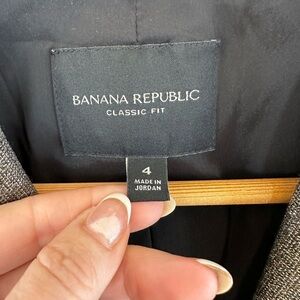 BANANA REPUBLIC
CLASSIC FIT
4
MADE IN
JORDAN